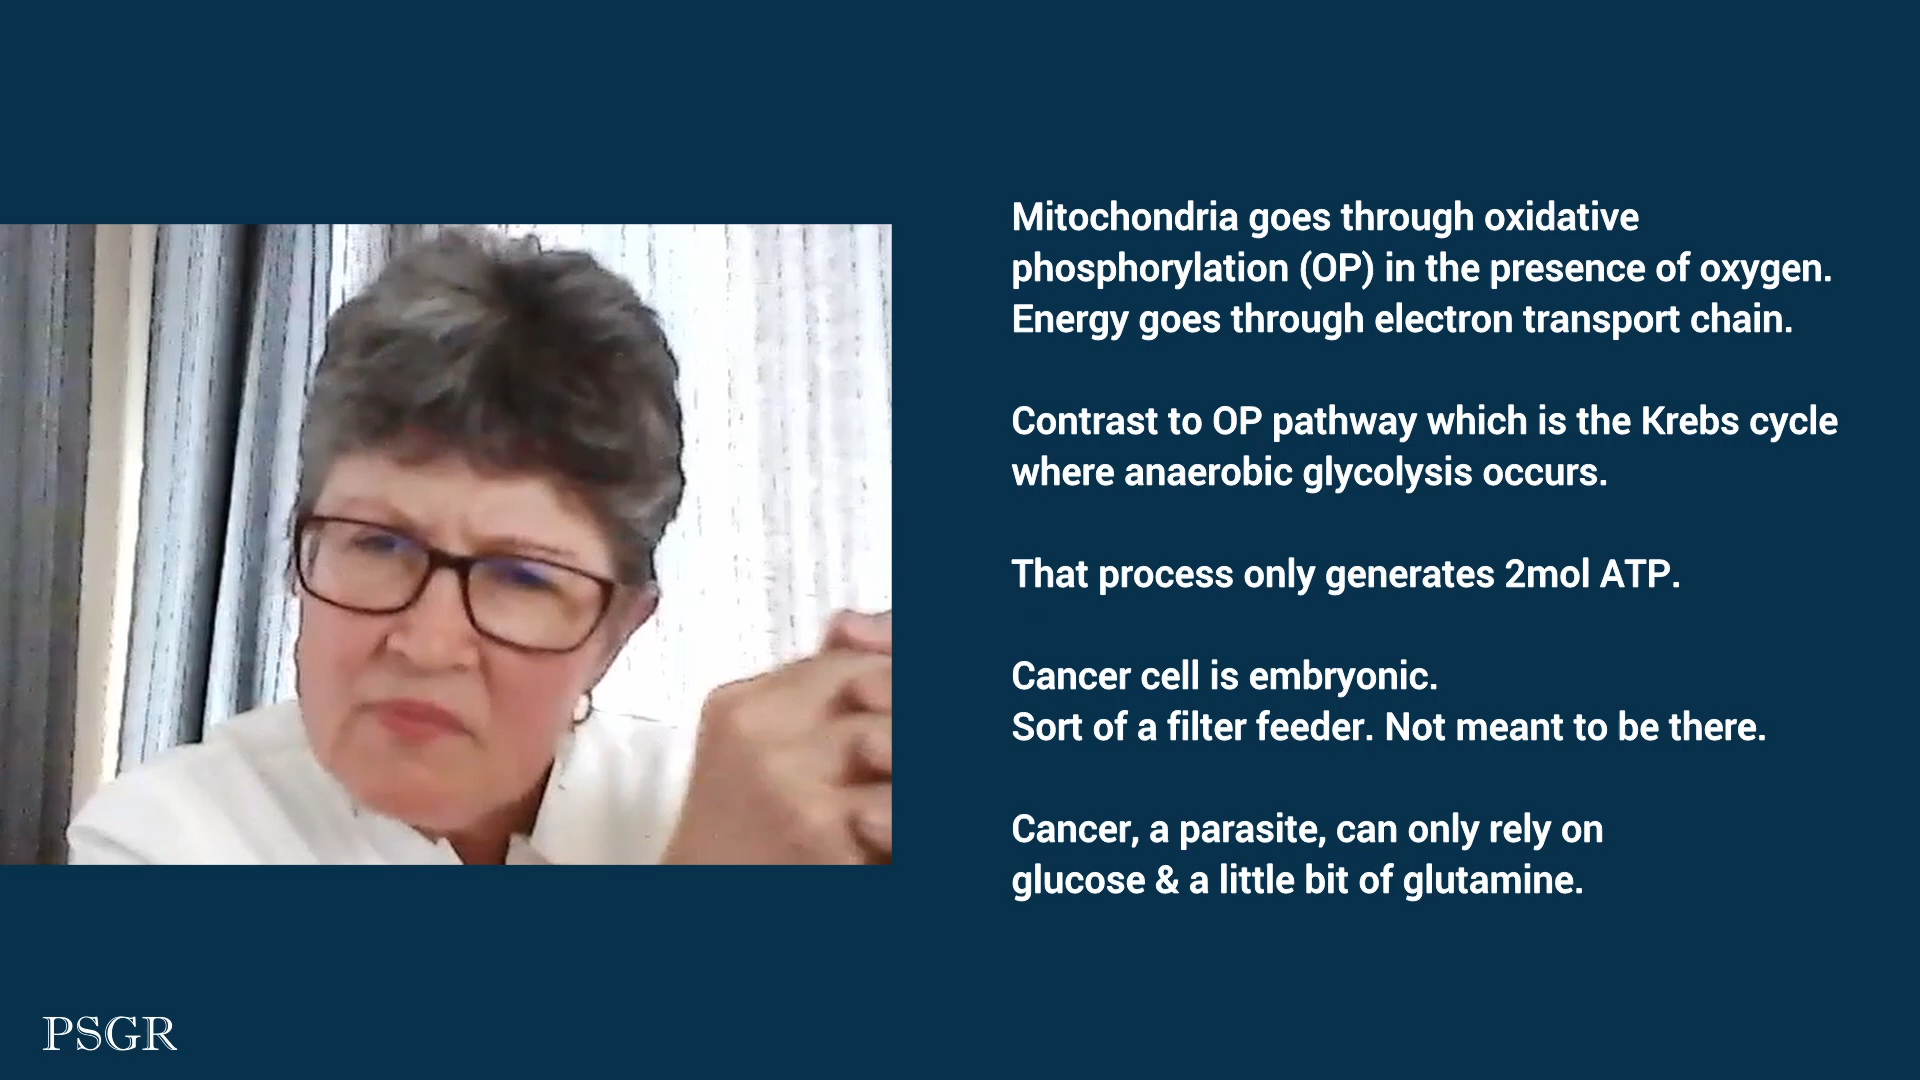 Mitochondria goes through oxidative
phosphorylation (OP) in the presence of oxygen.
Energy goes through electron transport chain.
Contrast to OP pathway which is the Krebs cycle
where anaerobic glycolysis occurs.
That process only generates 2mol ATP.
Cancer cell is embryonic.
Sort of a filter feeder. Not meant to be there.
Cancer, a parasite, can only rely on
glucose & a little bit of glutamine.
PSGR